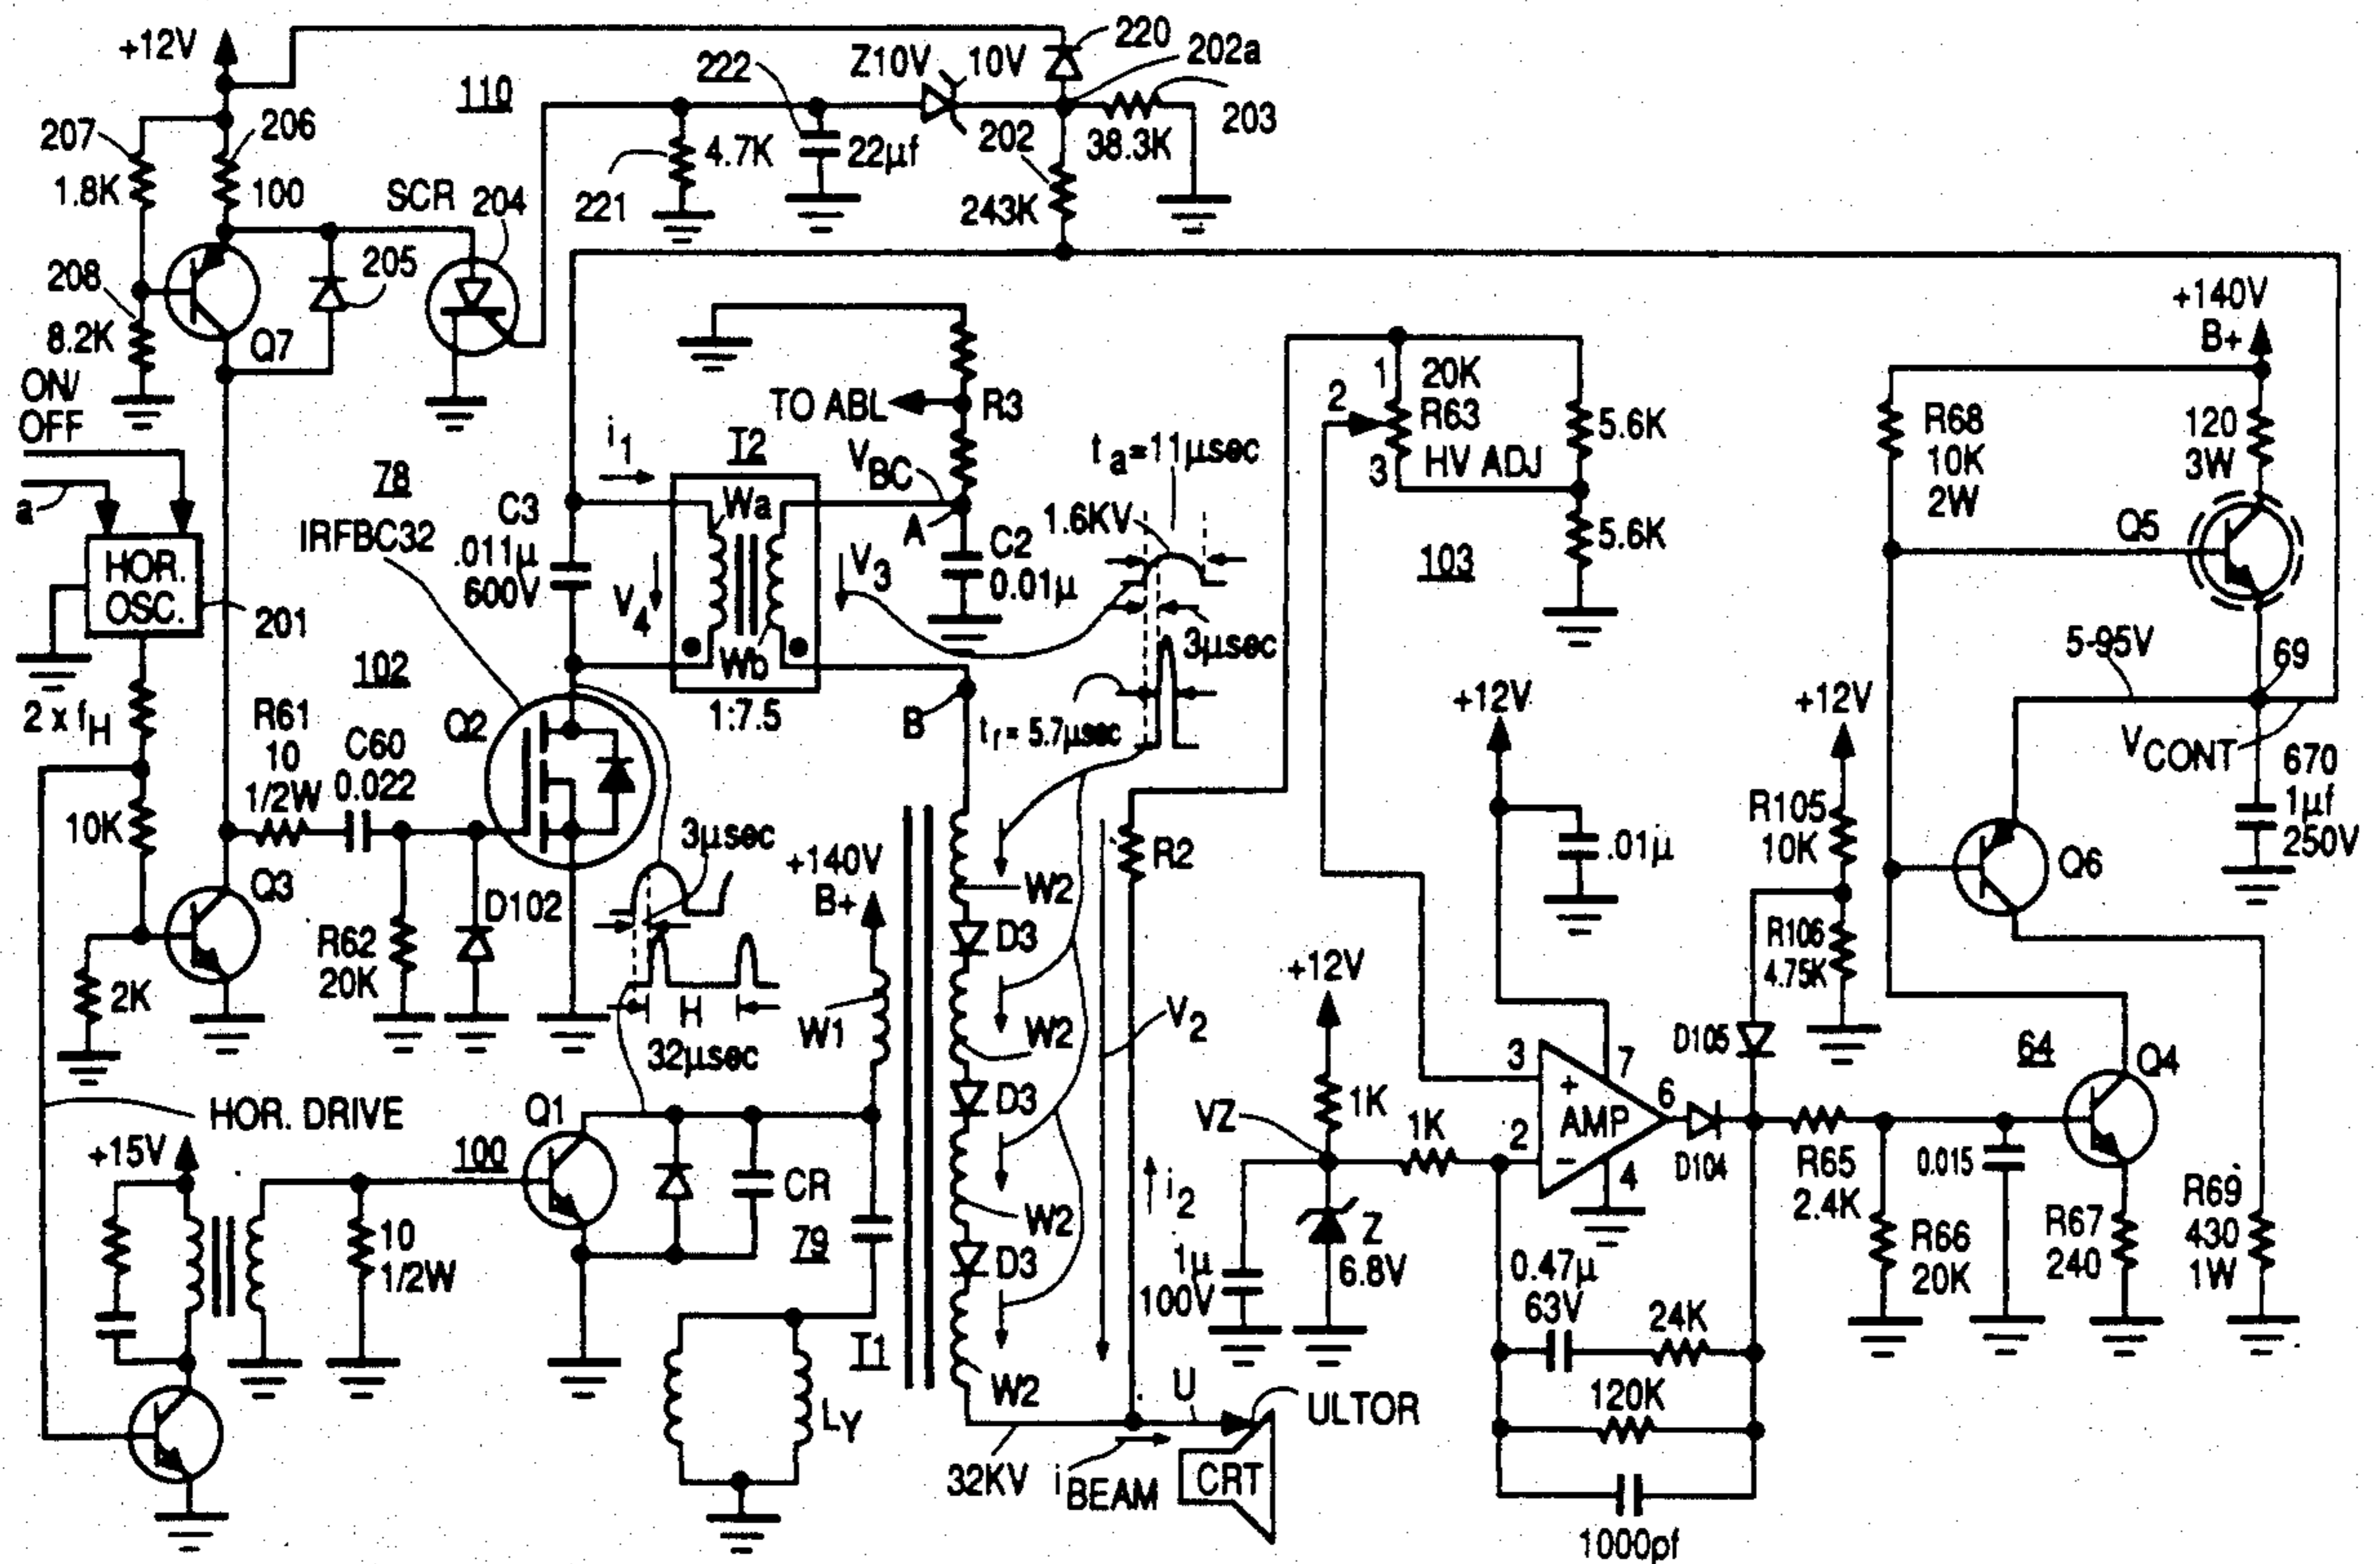 +12V
110
222
Z10V
10V
220
202a
207
1.8K
206
100
SCR
204
221
4.7K
22µf
202
243K
38.3K
203
208
8.2K
205
Q7
ON/
OFF
a
HOR.
OSC.
201
2 x fH
78
IRFBC32
C3
.011µ
600V
i1
V4
T2
Wa
Wb
1:7.5
TO ABL
R3
VBC
A
C2
0.01µ
V3
ta=11µsec
1.6KV
3µsec
tr= 5.7µsec
B
1
2
3
20K
R63
HV ADJ
5.6K
5.6K
103
+140V
B+
R68
10K
2W
120
3W
Q5
5-95V
69
VCONT
670
1µf
250V
Q6
102
R61
10
1/2W
C60
0.022
Q2
10K
Q3
2K
R62
20K
D102
3µsec
H
32µsec
+140V
B+
W1
W2
D3
W2
D3
W2
D3
W2
V2
R2
i2
+12V
.01µ
+12V
R105
10K
R106
4.75K
D105
+12V
1K
VZ
1K
Z
6.8V
1µ
100V
3
+
2
-
AMP
7
6
4
D104
R65
2.4K
R66
20K
0.015
64
Q4
R67
240
R69
430
1W
0.47µ
63V
24K
120K
1000pf
HOR. DRIVE
+15V
100
Q1
10
1/2W
CR
79
LY
T1
32KV
iBEAM
U
ULTOR
CRT